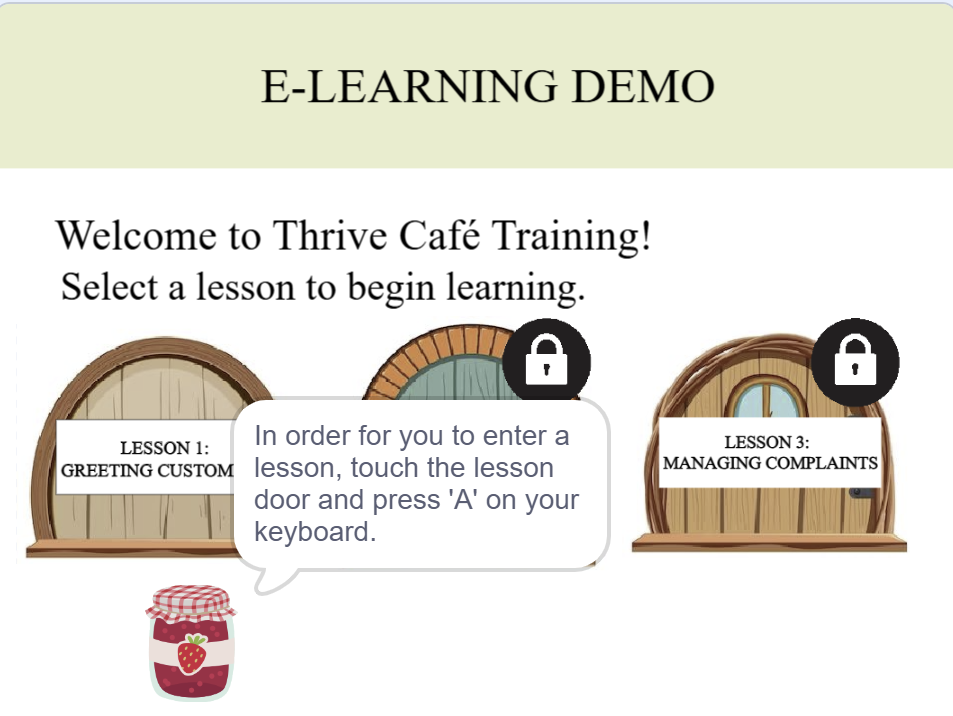 E-LEARNING DEMO
Welcome to Thrive Café Training!
Select a lesson to begin learning.
LESSON 1:
GREETING CUSTOM
In order for you to enter a
lesson, touch the lesson
door and press 'A' on your
keyboard.
LESSON 3:
MANAGING COMPLAINTS